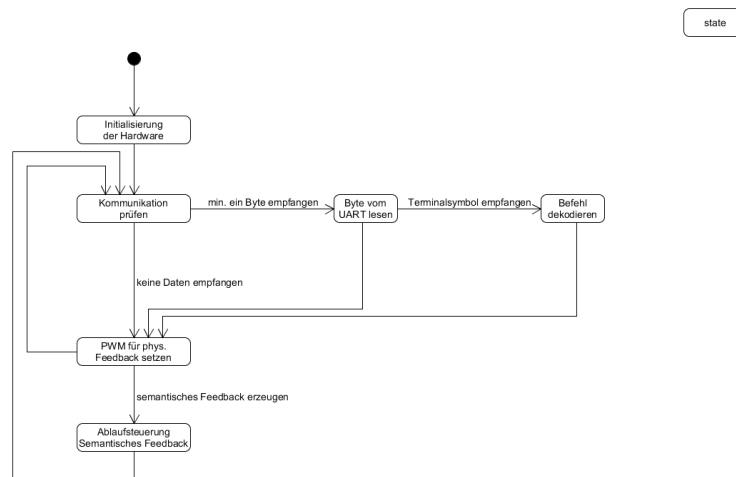 state
Initialisierung
der Hardware
Kommunikation
prüfen
min. ein Byte empfangen
Byte vom
UART lesen
Terminalsymbol empfangen
Befehl
dekodieren
keine Daten empfangen
PWM für phys.
Feedback setzen
semantisches Feedback erzeugen
Ablaufsteuerung
Semantisches Feedback